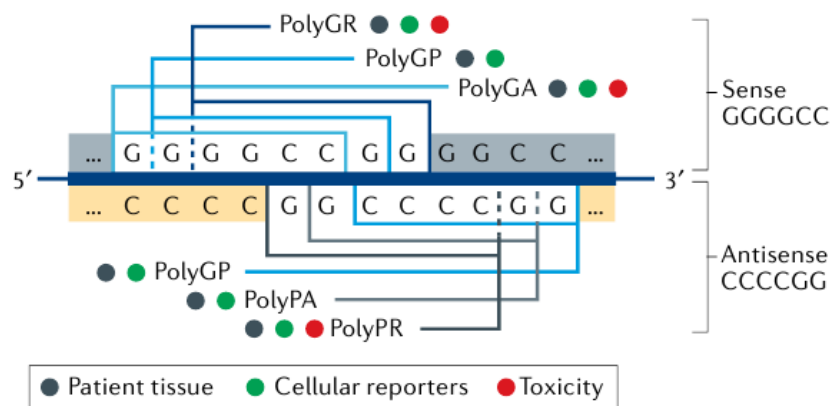 PolyGR
PolyGP
PolyGA
Sense
GGGGCC
... G G G G C C G G G G C C ...
5′ 3′
... C C C C G G C C C C G G ...
Antisense
CCCCGG
PolyGP
PolyPA
PolyPR
Patient tissue Cellular reporters Toxicity